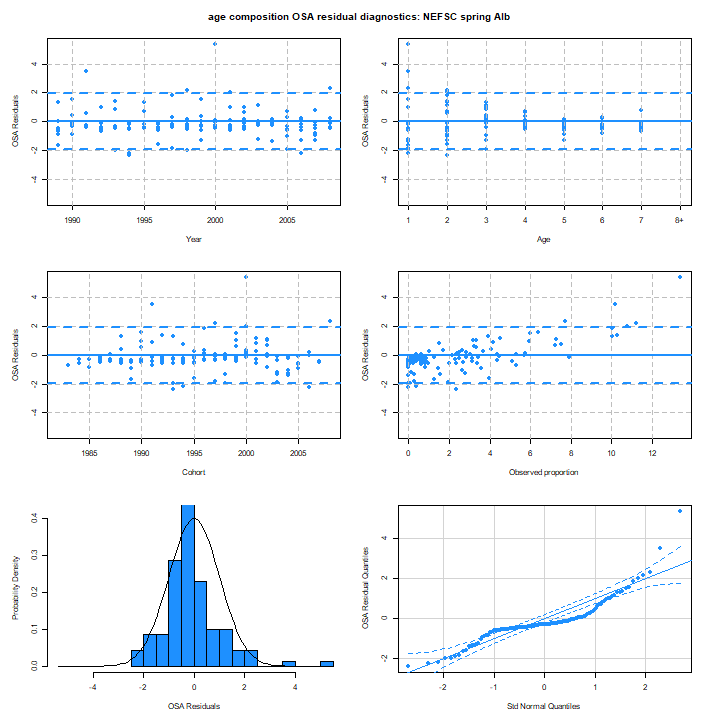 age composition OSA residual diagnostics: NEFSC spring Alb
OSA Residuals
4
2
0
-2
-4
1990 1995 2000 2005
Year
OSA Residuals
4
2
0
-2
-4
1 2 3 4 5 6 7 8+
Age
OSA Residuals
4
2
0
-2
-4
1985 1990 1995 2000 2005
Cohort
OSA Residuals
4
2
0
-2
-4
0 2 4 6 8 10 12
Observed proportion
Probability Density
0.4
0.3
0.2
0.1
0.0
-4 -2 0 2 4
OSA Residuals
OSA Residual Quantiles
4
2
0
-2
-2 -1 0 1 2
Std Normal Quantiles